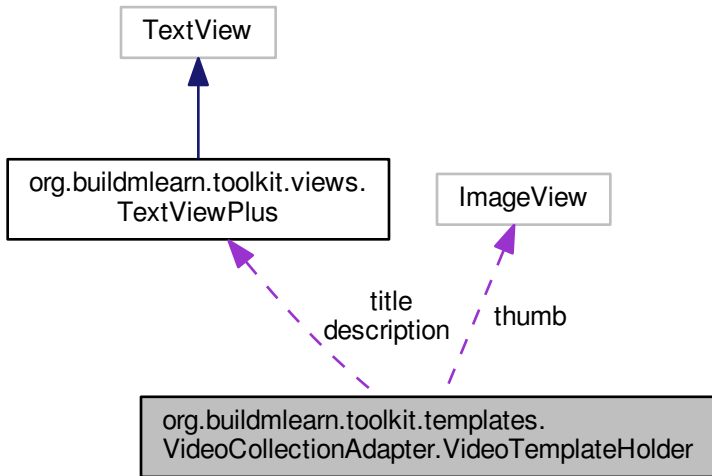 TextView
org.buildmlearn.toolkit.views.
TextViewPlus
ImageView
title
description
thumb
org.buildmlearn.toolkit.templates.
VideoCollectionAdapter.VideoTemplateHolder